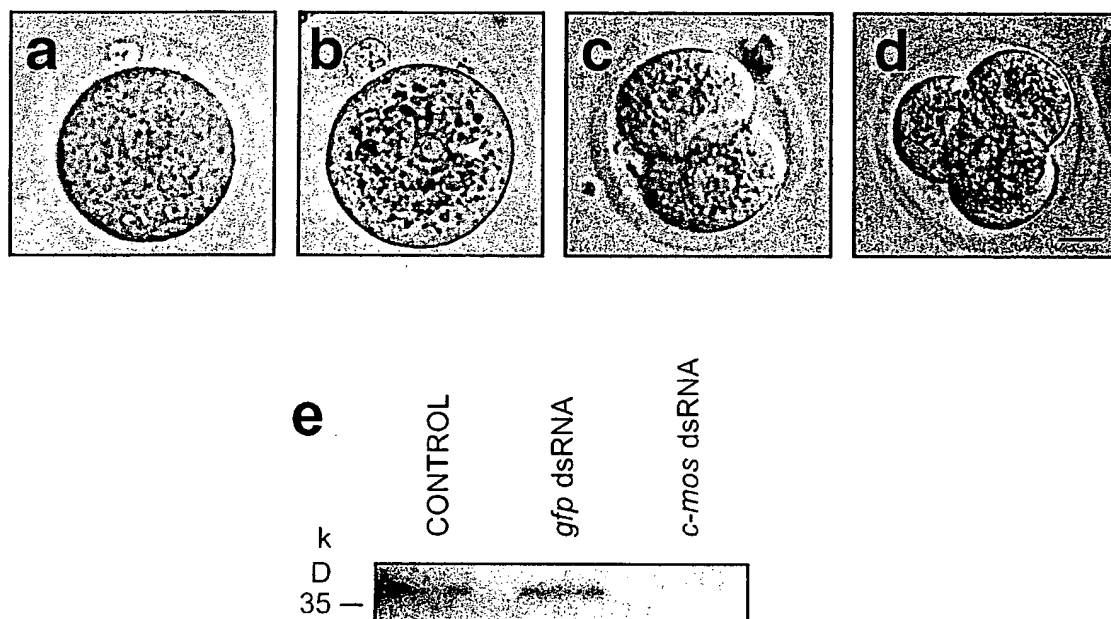 a b c d
e
CONTROL
gfp dsRNA
c-mos dsRNA
k
D
35